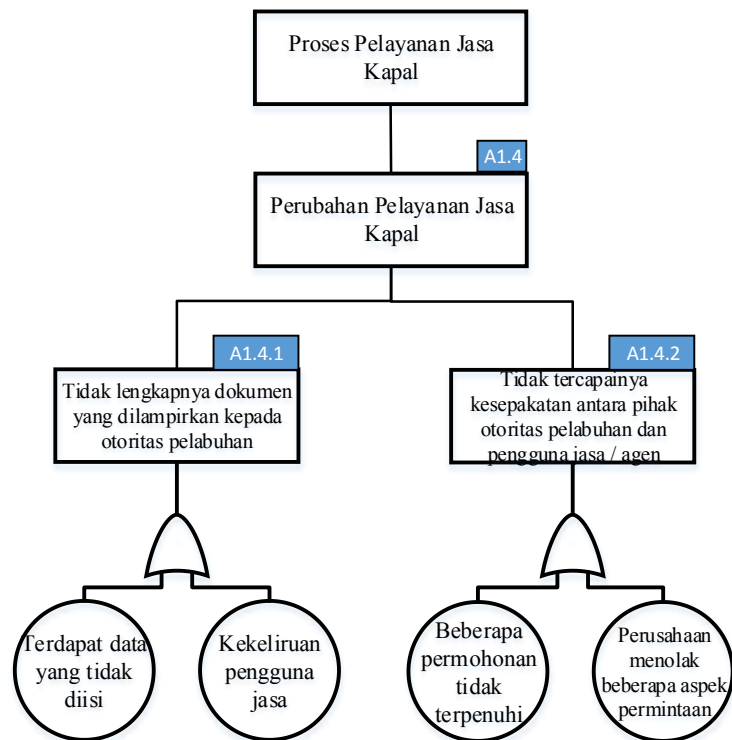 Proses Pelayanan Jasa
Kapal
A1.4
Perubahan Pelayanan Jasa
Kapal
A1.4.1
Tidak lengkapnya dokumen
yang dilampirkan kepada
otoritas pelabuhan
A1.4.2
Tidak tercapainya
kesepakatan antara pihak
otoritas pelabuhan dan
pengguna jasa / agen
Terdapat data
yang tidak
diisi
Kekeliruan
pengguna
jasa
Beberapa
permohonan
tidak
terpenuhi.
Perusahaan
menolak
beberapa aspek
permintaan